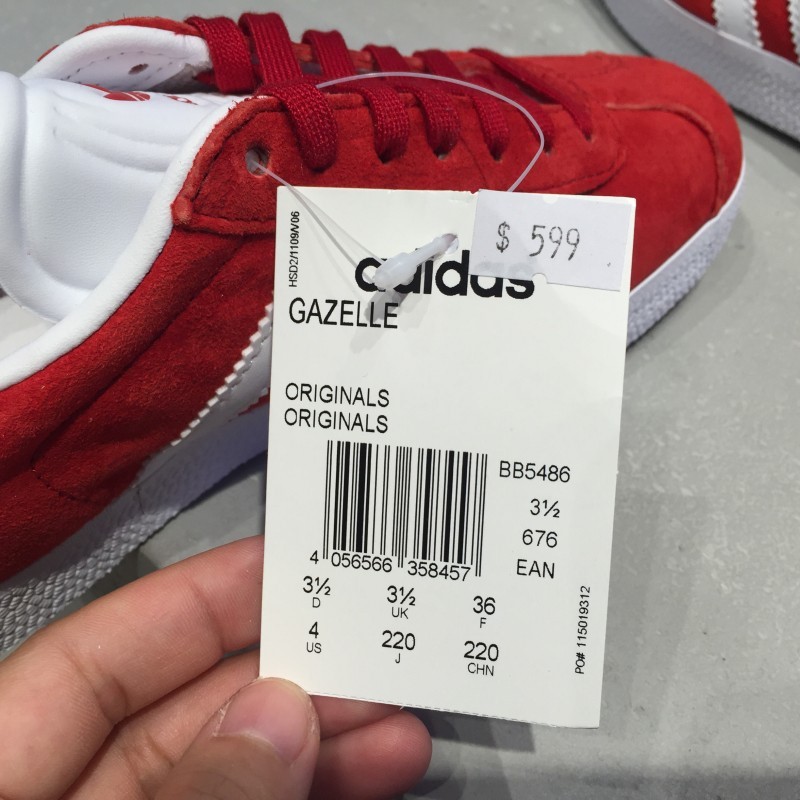 $ 599
HSD2/1109/V06
adidas
GAZELLE
ORIGINALS
ORIGINALS
BB5486
3½
676
EAN
4 056566 358457
3½ 3½ 36
D UK F
4 220 220
US J CHN
PO# 115019312